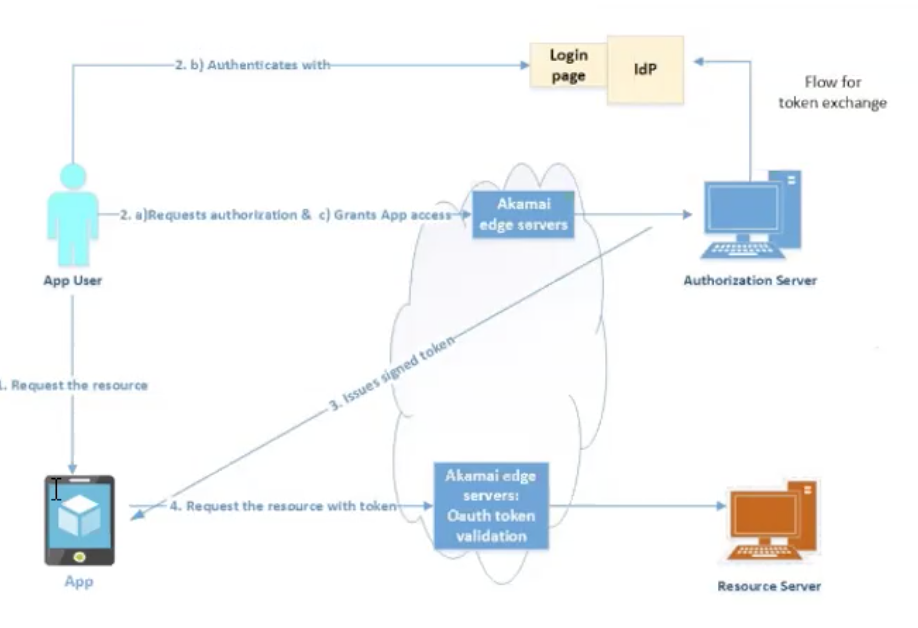 2. b) Authenticates with
Login
page
IdP
Flow for
token exchange
2. a)Requests authorization & c) Grants App access
Akamai
edge servers
App User
Authorization Server
3. Issues signed token
1. Request the resource
Akamai edge
servers:
Oauth token
validation
4. Request the resource with token
App
Resource Server